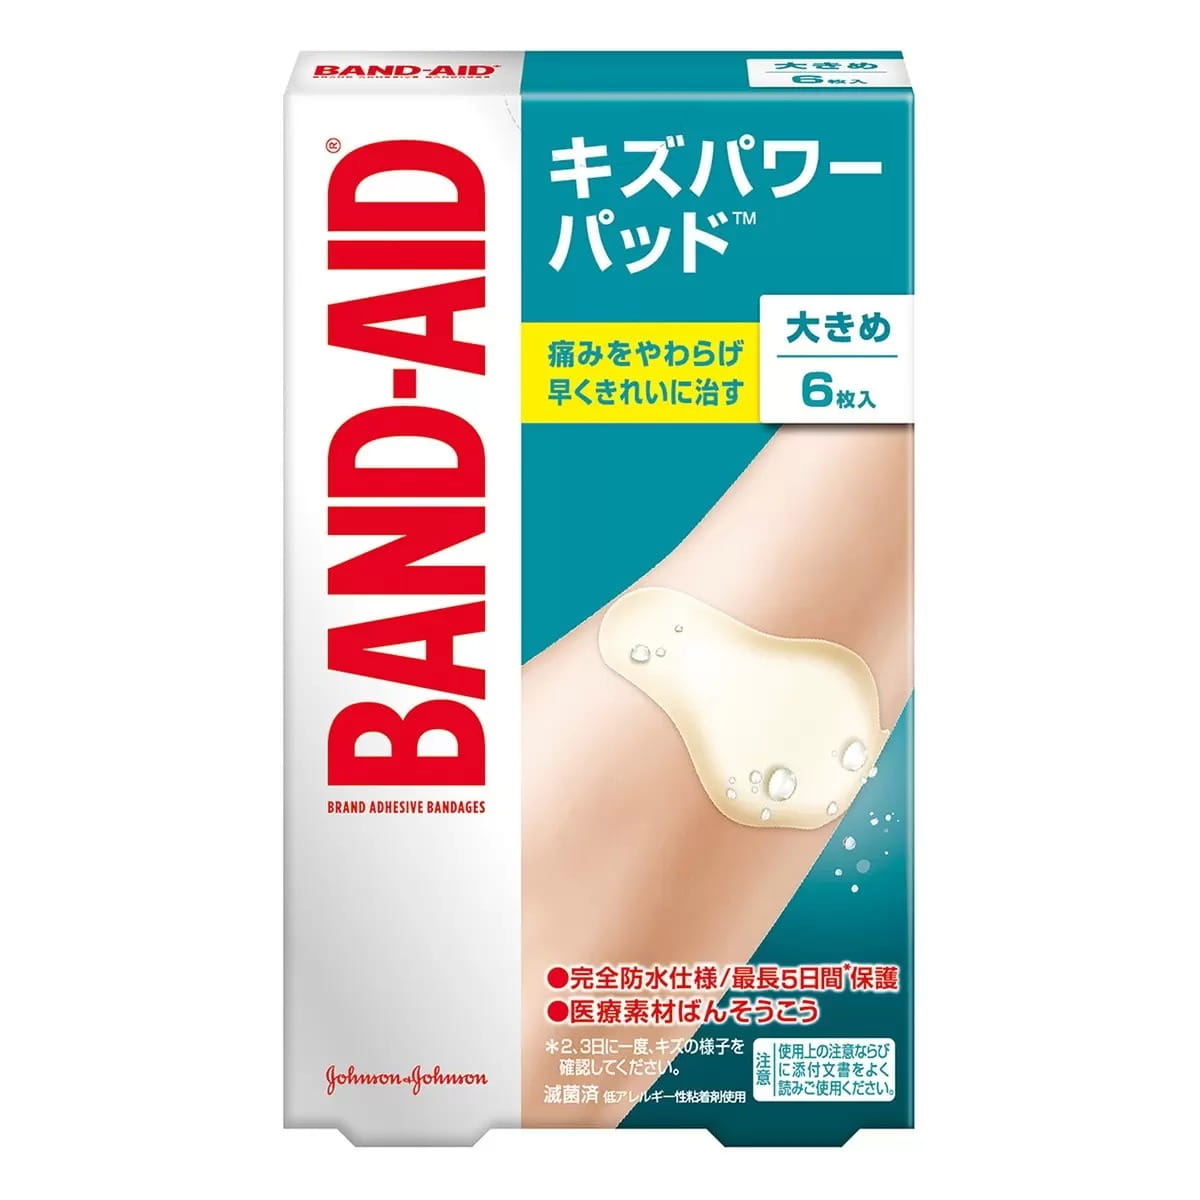 BAND-AID
BRAND ADHESIVE BANDAGES
大きめ
6枚入
BAND-AID®
BRAND ADHESIVE BANDAGES
キズパワー
パッド™
大きめ
6枚入
痛みをやわらげ
早くきれいに治す
●完全防水仕様/最長5日間*保護
●医療素材ばんそうこう
*2、3日に一度、キズの様子を
確認してください。
滅菌済 低アレルギー性粘着剤使用
注意
使用上の注意ならび
に添付文書をよく
読みご使用ください。
Johnson&Johnson